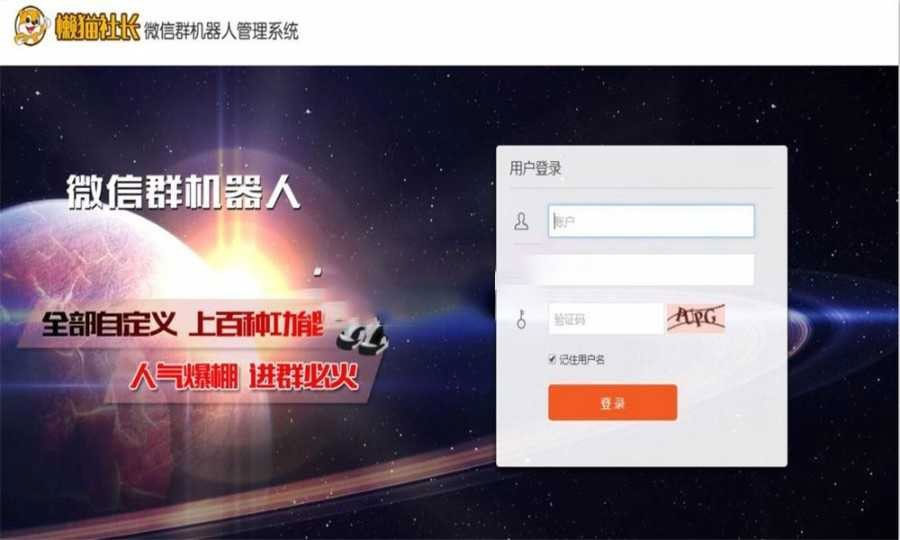 懒猫社长 微信群机器人管理系统
微信群机器人
全部自定义 上百种功能
人气爆棚 进群必火
用户登录
账户
验证码
记住用户名
登 录